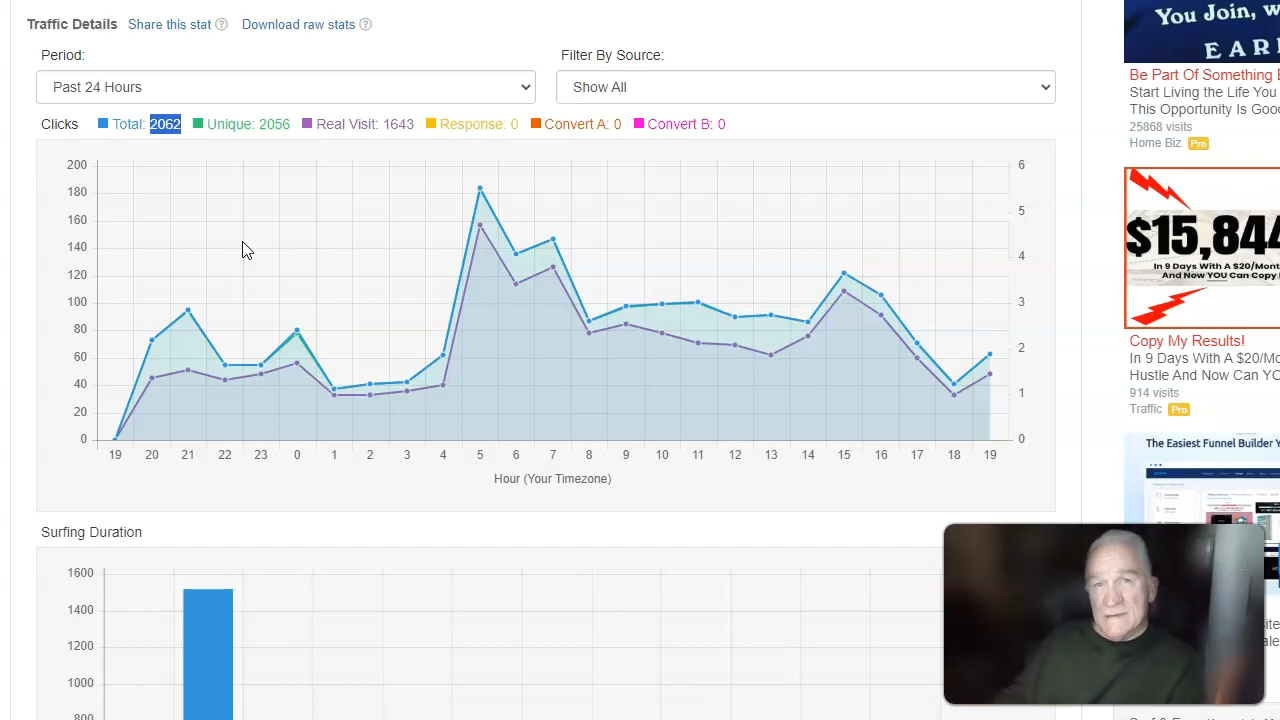 Traffic Details Share this stat ? Download raw stats ?
Period:
Filter By Source:
Past 24 Hours
Show All
Clicks Total: 2062 Unique: 2056 Real Visit: 1643 Response: 0 Convert A: 0 Convert B: 0
200
180
160
140
120
100
80
60
40
20
0
6
5
4
3
2
1
0
19 20 21 22 23 0 1 2 3 4 5 6 7 8 9 10 11 12 13 14 15 16 17 18 19
Hour (Your Timezone)
Surfing Duration
1600
1400
1200
1000
800
You Join, w
EAR
Be Part Of Something
Start Living the Life You
This Opportunity Is Good
25868 visits
Home Biz Pro
$15,844
In 9 Days With A $20/Mont
And Now YOU Can Copy
Copy My Results!
In 9 Days With A $20/Mo
Hustle And Now Can YO
914 visits
Traffic Pro
The Easiest Funnel Builder Y